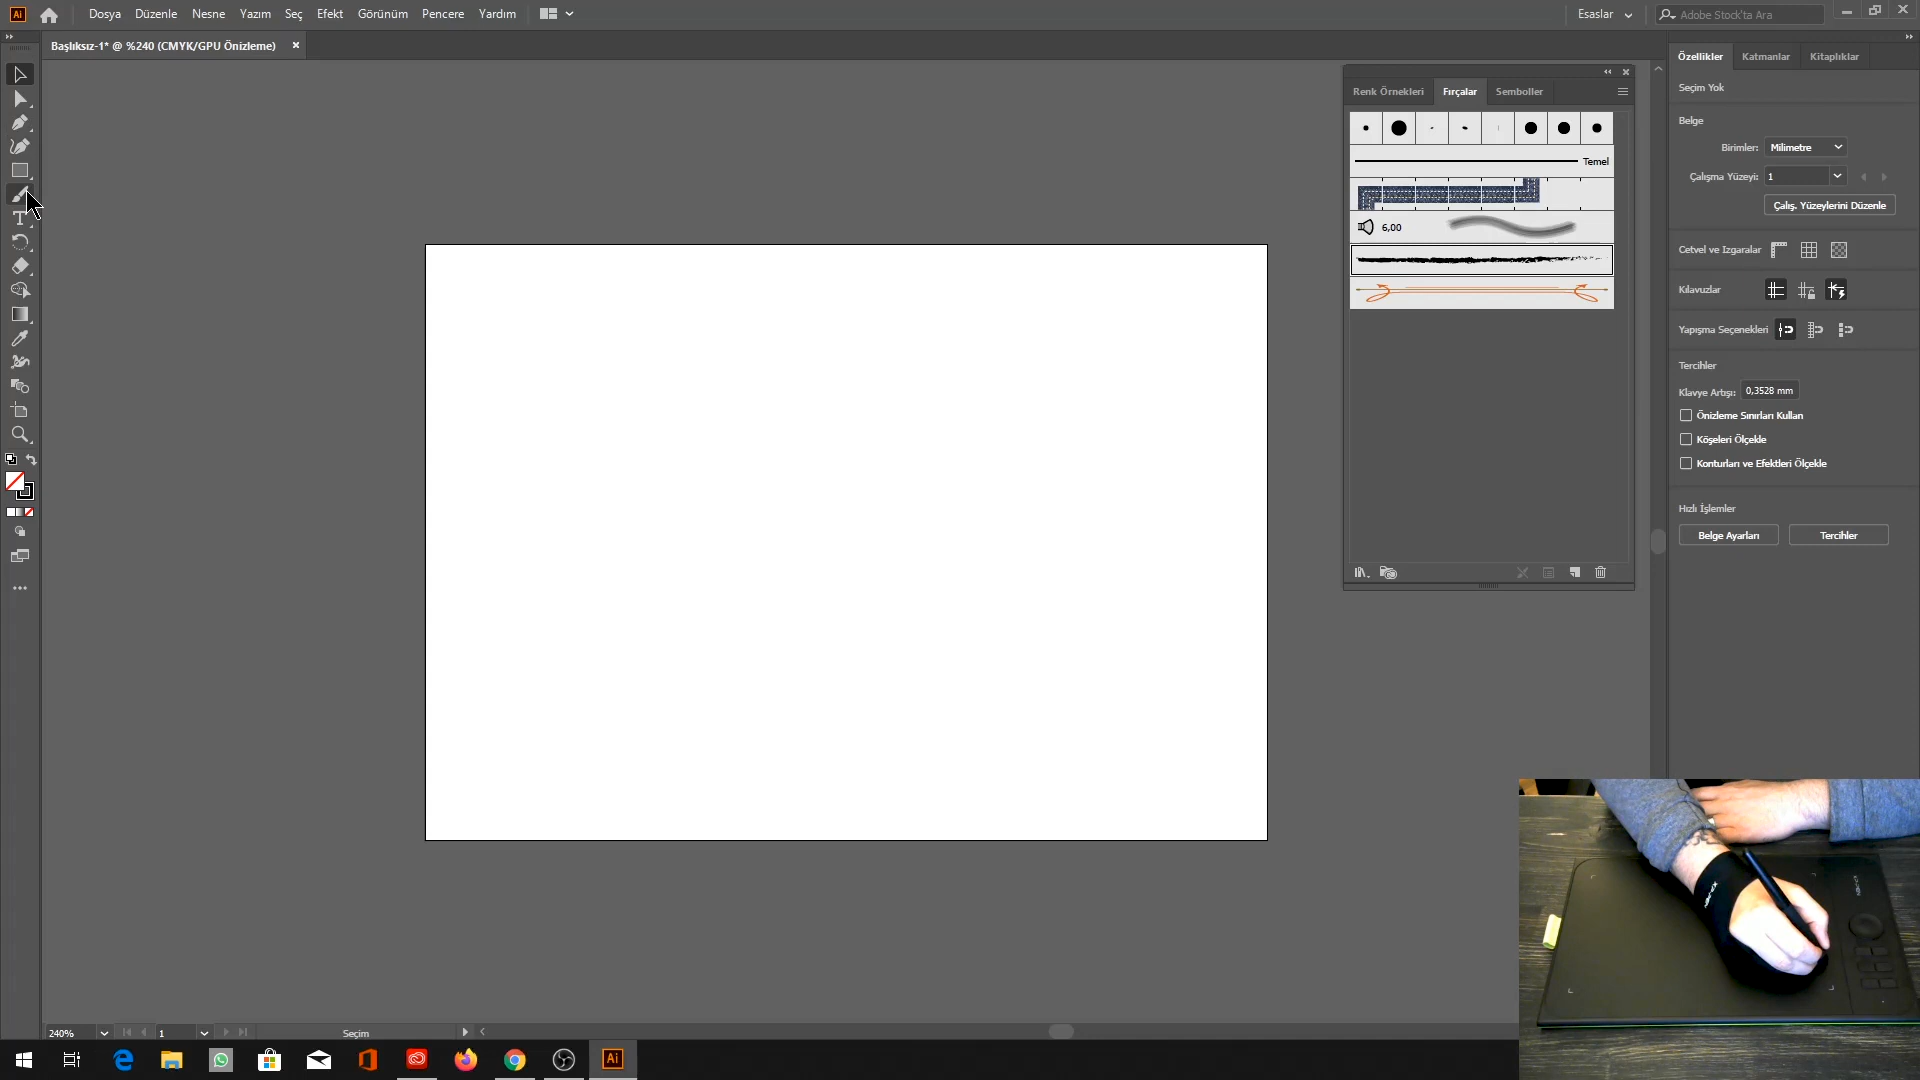 Ai
Dosya Düzenle Nesne Yazım Seç Efekt Görünüm Pencere Yardım
Esaslar
Adobe Stock'ta Ara
Başlıksız-1* @ %240 (CMYK/GPU Önizleme)
Renk Örnekleri Fırçalar Semboller
Temel
6,00
Özellikler Katmanlar Kitaplıklar
Seçim Yok
Belge
Birimler: Milimetre
Çalışma Yüzeyi: 1
Çalış. Yüzeylerini Düzenle
Cetvel ve Izgaralar
Kılavuzlar
Yapışma Seçenekleri
Tercihler
Klavye Artışı: 0,3528 mm
Önizleme Sınırları Kullan
Köşeleri Ölçekle
Konturları ve Efektleri Ölçekle
Hızlı İşlemler
Belge Ayarları Tercihler
240% 1 Seçim
Ai